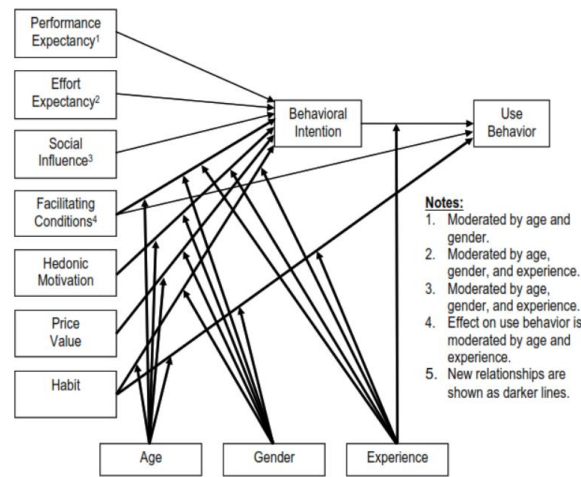 Performance
Expectancy¹
Effort
Expectancy²
Social
Influence³
Facilitating
Conditions⁴
Hedonic
Motivation
Price
Value
Habit
Behavioral
Intention
Use
Behavior
Notes:
1. Moderated by age and
gender.
2. Moderated by age,
gender, and experience.
3. Moderated by age,
gender, and experience.
4. Effect on use behavior is
moderated by age and
experience.
5. New relationships are
shown as darker lines.
Age
Gender
Experience